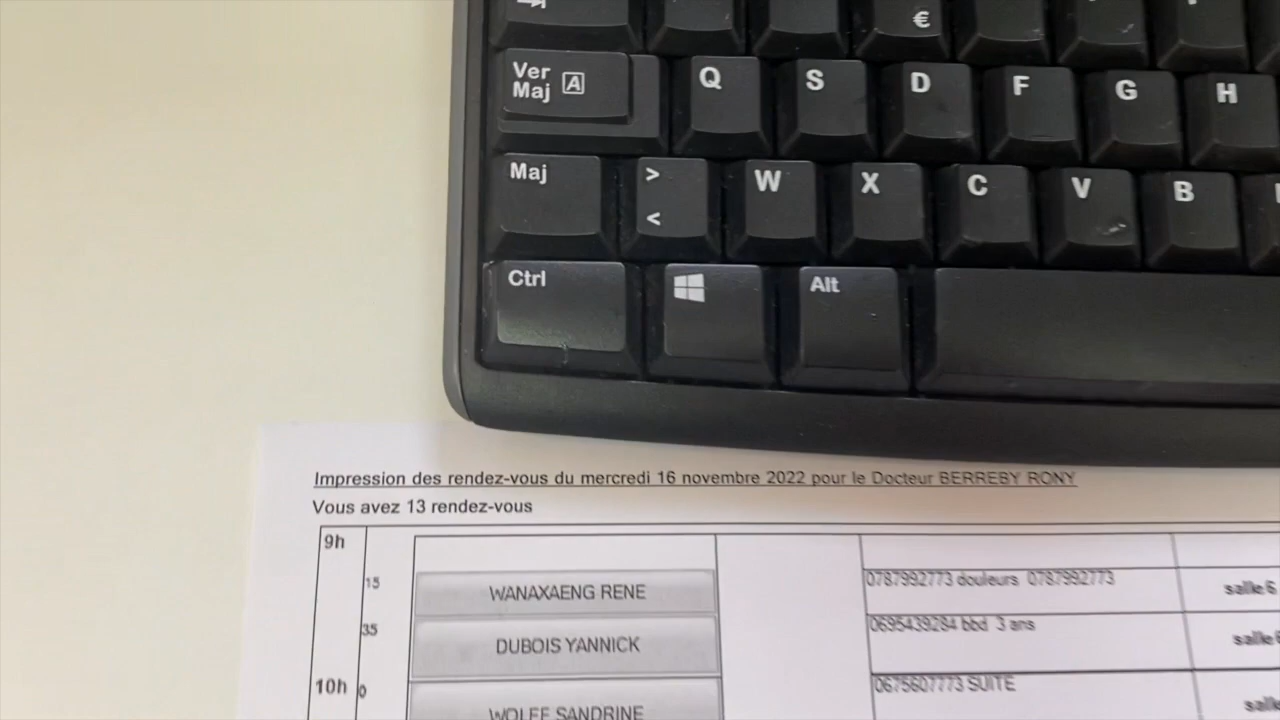 €
Ver Maj A Q S D F G H
Maj > < W X C V B
Ctrl Alt
Impression des rendez-vous du mercredi 16 novembre 2022 pour le Docteur BERREBY RONY
Vous avez 13 rendez-vous
9h
15 WANAXAENG RENE 0787992773 douleurs 0787992773 salle 6
35 DUBOIS YANNICK 0695439284 bbd 3 ans salle
10h 0 WOLFF SANDRINE 0675607773 SUITE